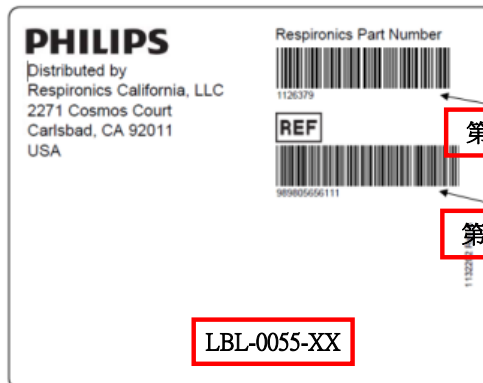 PHILIPS
Distributed by
Respironics California, LLC
2271 Cosmos Court
Carlsbad, CA 92011
USA
Respironics Part Number
1126379
REF
989805656111
第
第
LBL-0055-XX